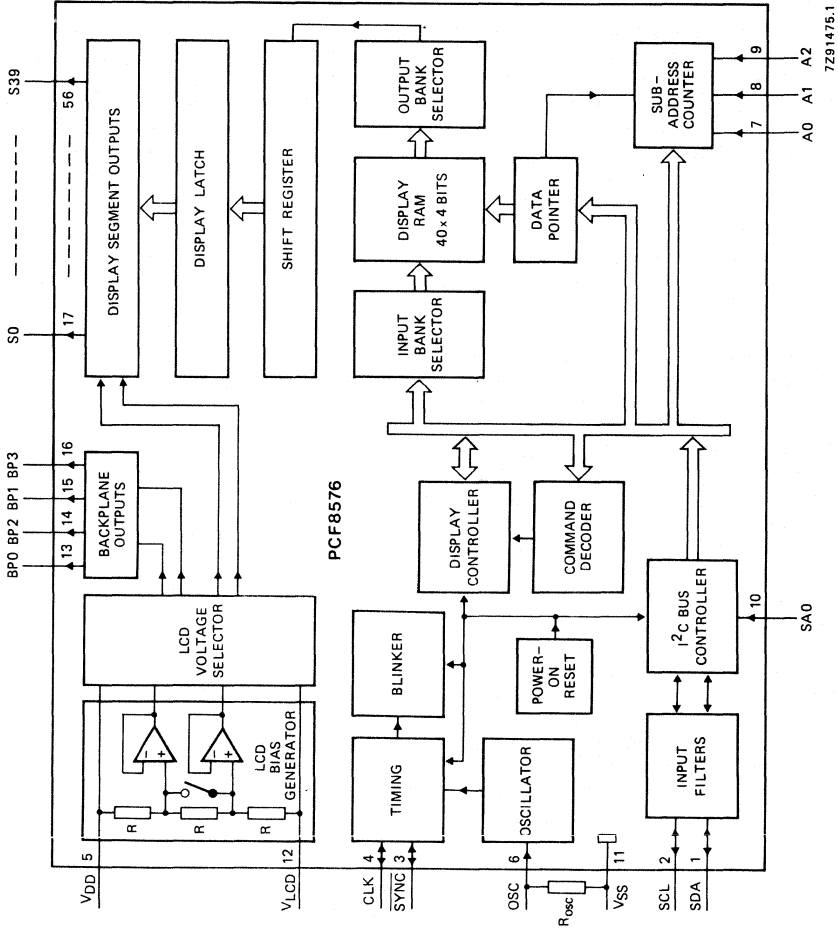 BP0 BP2 BP1 BP3
S0
S39
13 14 15 16
17
56
BACKPLANE
OUTPUTS
DISPLAY SEGMENT OUTPUTS
DISPLAY LATCH
SHIFT REGISTER
LCD
VOLTAGE
SELECTOR
LCD
BIAS
GENERATOR
R
R
R
-
+
-
+
VDD
5
VLCD
12
PCF8576
CLK
4
SYNC
3
TIMING
BLINKER
DISPLAY
CONTROLLER
COMMAND
DECODER
INPUT
BANK
SELECTOR
DISPLAY
RAM
40 x 4 BITS
OUTPUT
BANK
SELECTOR
DATA
POINTER
SUB-
ADDRESS
COUNTER
OSC
6
OSCILLATOR
ROSC
VSS
11
POWER-
ON
RESET
SCL
2
SDA
1
INPUT
FILTERS
I²C BUS
CONTROLLER
10
SA0
7 8 9
A0 A1 A2
7Z91475.1